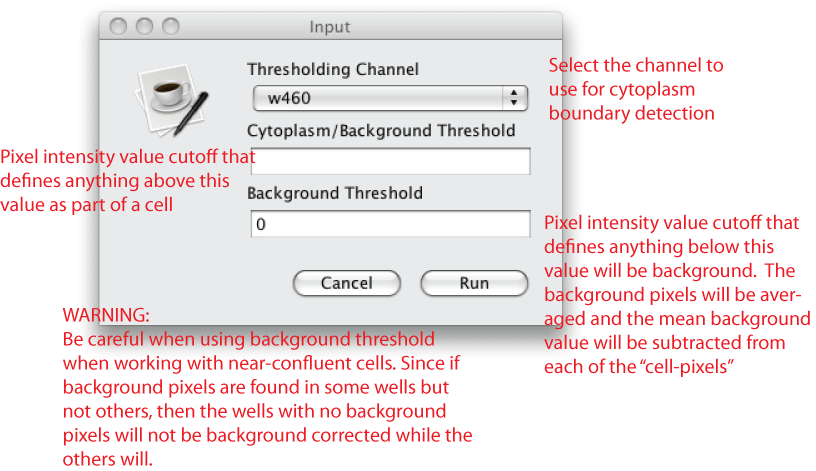 Input
Thresholding Channel
w460
Select the channel to
use for cytoplasm
boundary detection
Cytoplasm/Background Threshold
Pixel intensity value cutoff that
defines anything above this
value as part of a cell
Background Threshold
0
Pixel intensity value cutoff that
defines anything below this
value will be background.  The
background pixels will be aver-
aged and the mean background
value will be subtracted from
each of the “cell-pixels”
Cancel
Run
WARNING:
Be careful when using background threshold
when working with near-confluent cells. Since if
background pixels are found in some wells but
not others, then the wells with no background
pixels will not be background corrected while the
others will.